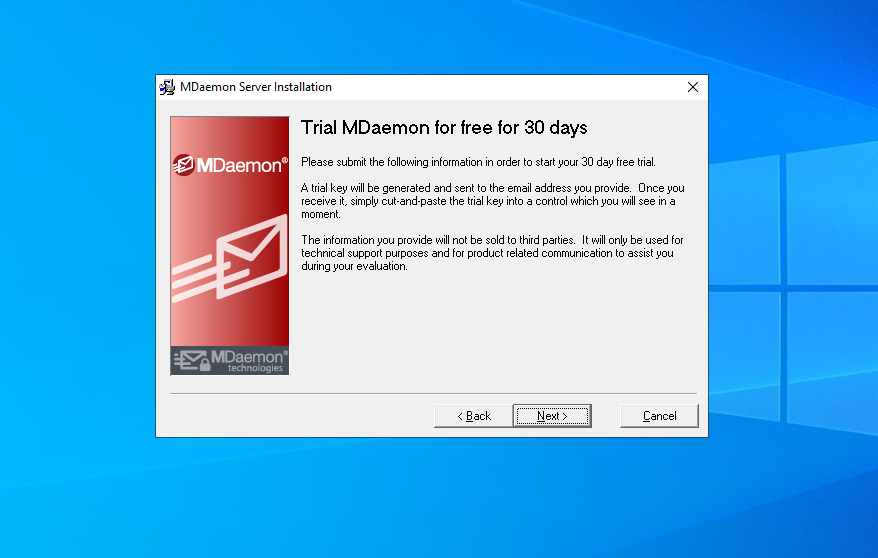 MDaemon Server Installation
MDaemon®
Trial MDaemon for free for 30 days
Please submit the following information in order to start your 30 day free trial.
A trial key will be generated and sent to the email address you provide.  Once you
receive it, simply cut-and-paste the trial key into a control which you will see in a
moment.
The information you provide will not be sold to third parties.  It will only be used for
technical support purposes and for product related communication to assist you
during your evaluation.
MDaemon®
technologies
< Back
Next >
Cancel